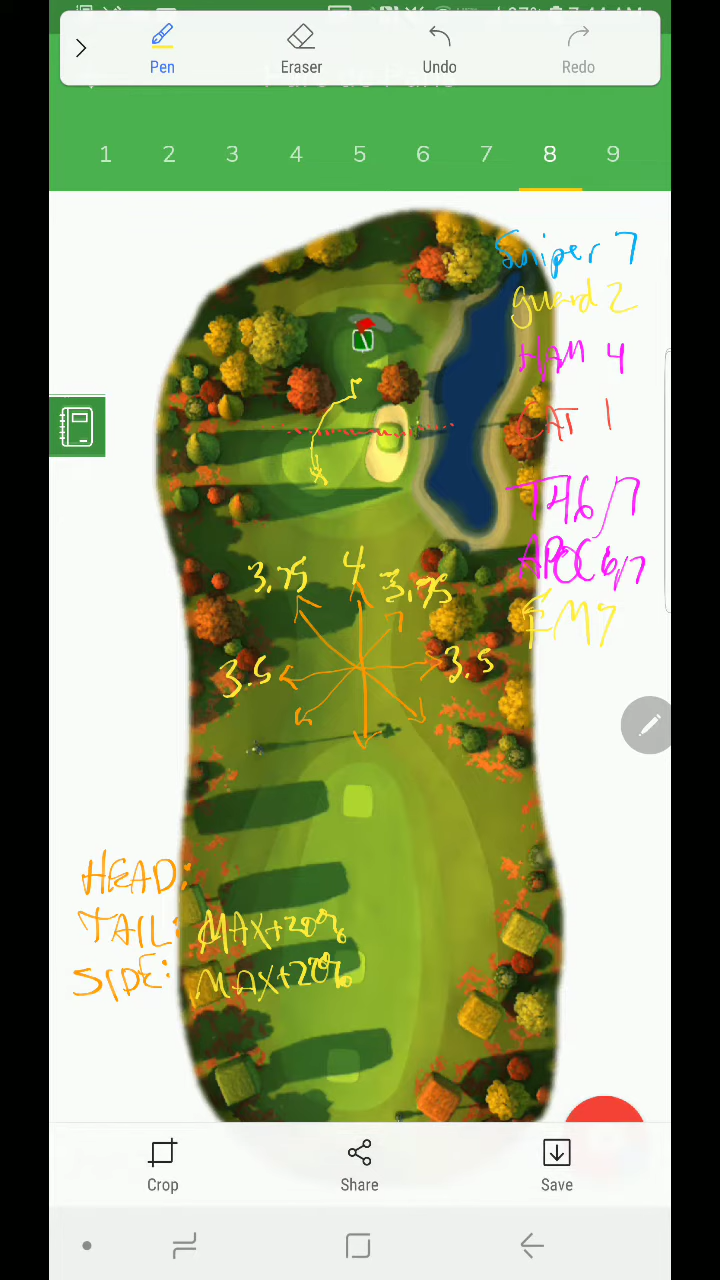 Pen
Eraser
Undo
Redo
1 2 3 4 5 6 7 8 9
Sniper 7
guard 2
HAM 4
CAT 1
TH6/7
APOC6/7
EM7
3.75 4 3.75
3.5 3.5
HEAD:
TAIL: MAX+20%
SIDE: MAX+20%
Crop
Share
Save